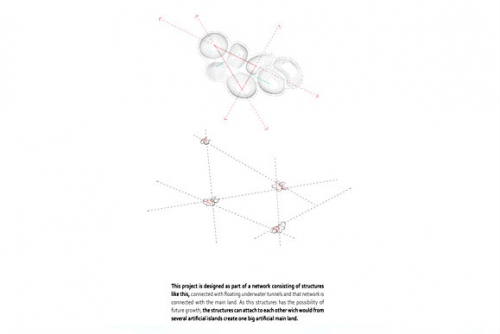 This project is designed as part of a network consisting of structures
like this, connected with floating underwater tunnels and that network is
connected with the main land. As this structures has the possibility of
future growth, the structures can attach to each other wich would from
several artificial islands create one big artificial main land.